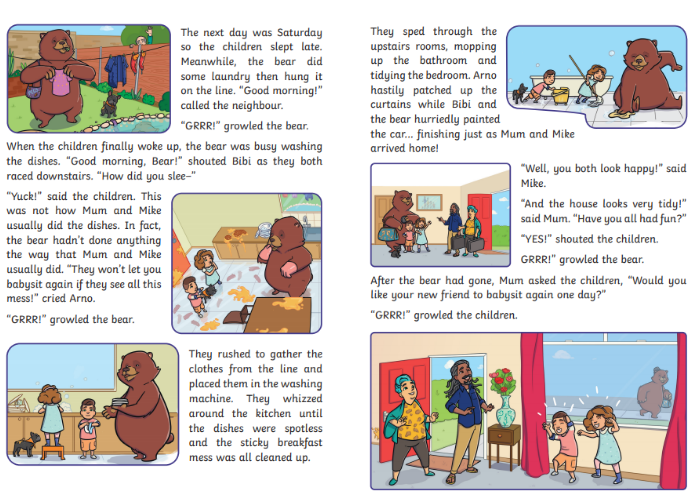 The next day was Saturday
so the children slept late.
Meanwhile, the bear did
some laundry then hung it
on the line. “Good morning!”
called the neighbour.
“GRRR!” growled the bear.
When the children finally woke up, the bear was busy washing
the dishes. “Good morning, Bear!” shouted Bibi as they both
raced downstairs. “How did you slee–”
“Yuck!” said the children. This
was not how Mum and Mike
usually did the dishes. In fact,
the bear hadn’t done anything
the way that Mum and Mike
usually did. “They won’t let you
babysit again if they see all this
mess!” cried Arno.
“GRRR!” growled the bear.
They rushed to gather the
clothes from the line and
placed them in the washing
machine. They whizzed
around the kitchen until
the dishes were spotless
and the sticky breakfast
mess was all cleaned up.
They sped through the
upstairs rooms, mopping
up the bathroom and
tidying the bedroom. Arno
hastily patched up the
curtains while Bibi and
the bear hurriedly painted
the car... finishing just as Mum and Mike
arrived home!
“Well, you both look happy!” said
Mike.
“And the house looks very tidy!”
said Mum. “Have you all had fun?”
“YES!” shouted the children.
GRRR!” growled the bear.
After the bear had gone, Mum asked the children, “Would you
like your new friend to babysit again one day?”
“GRRR!” growled the children.